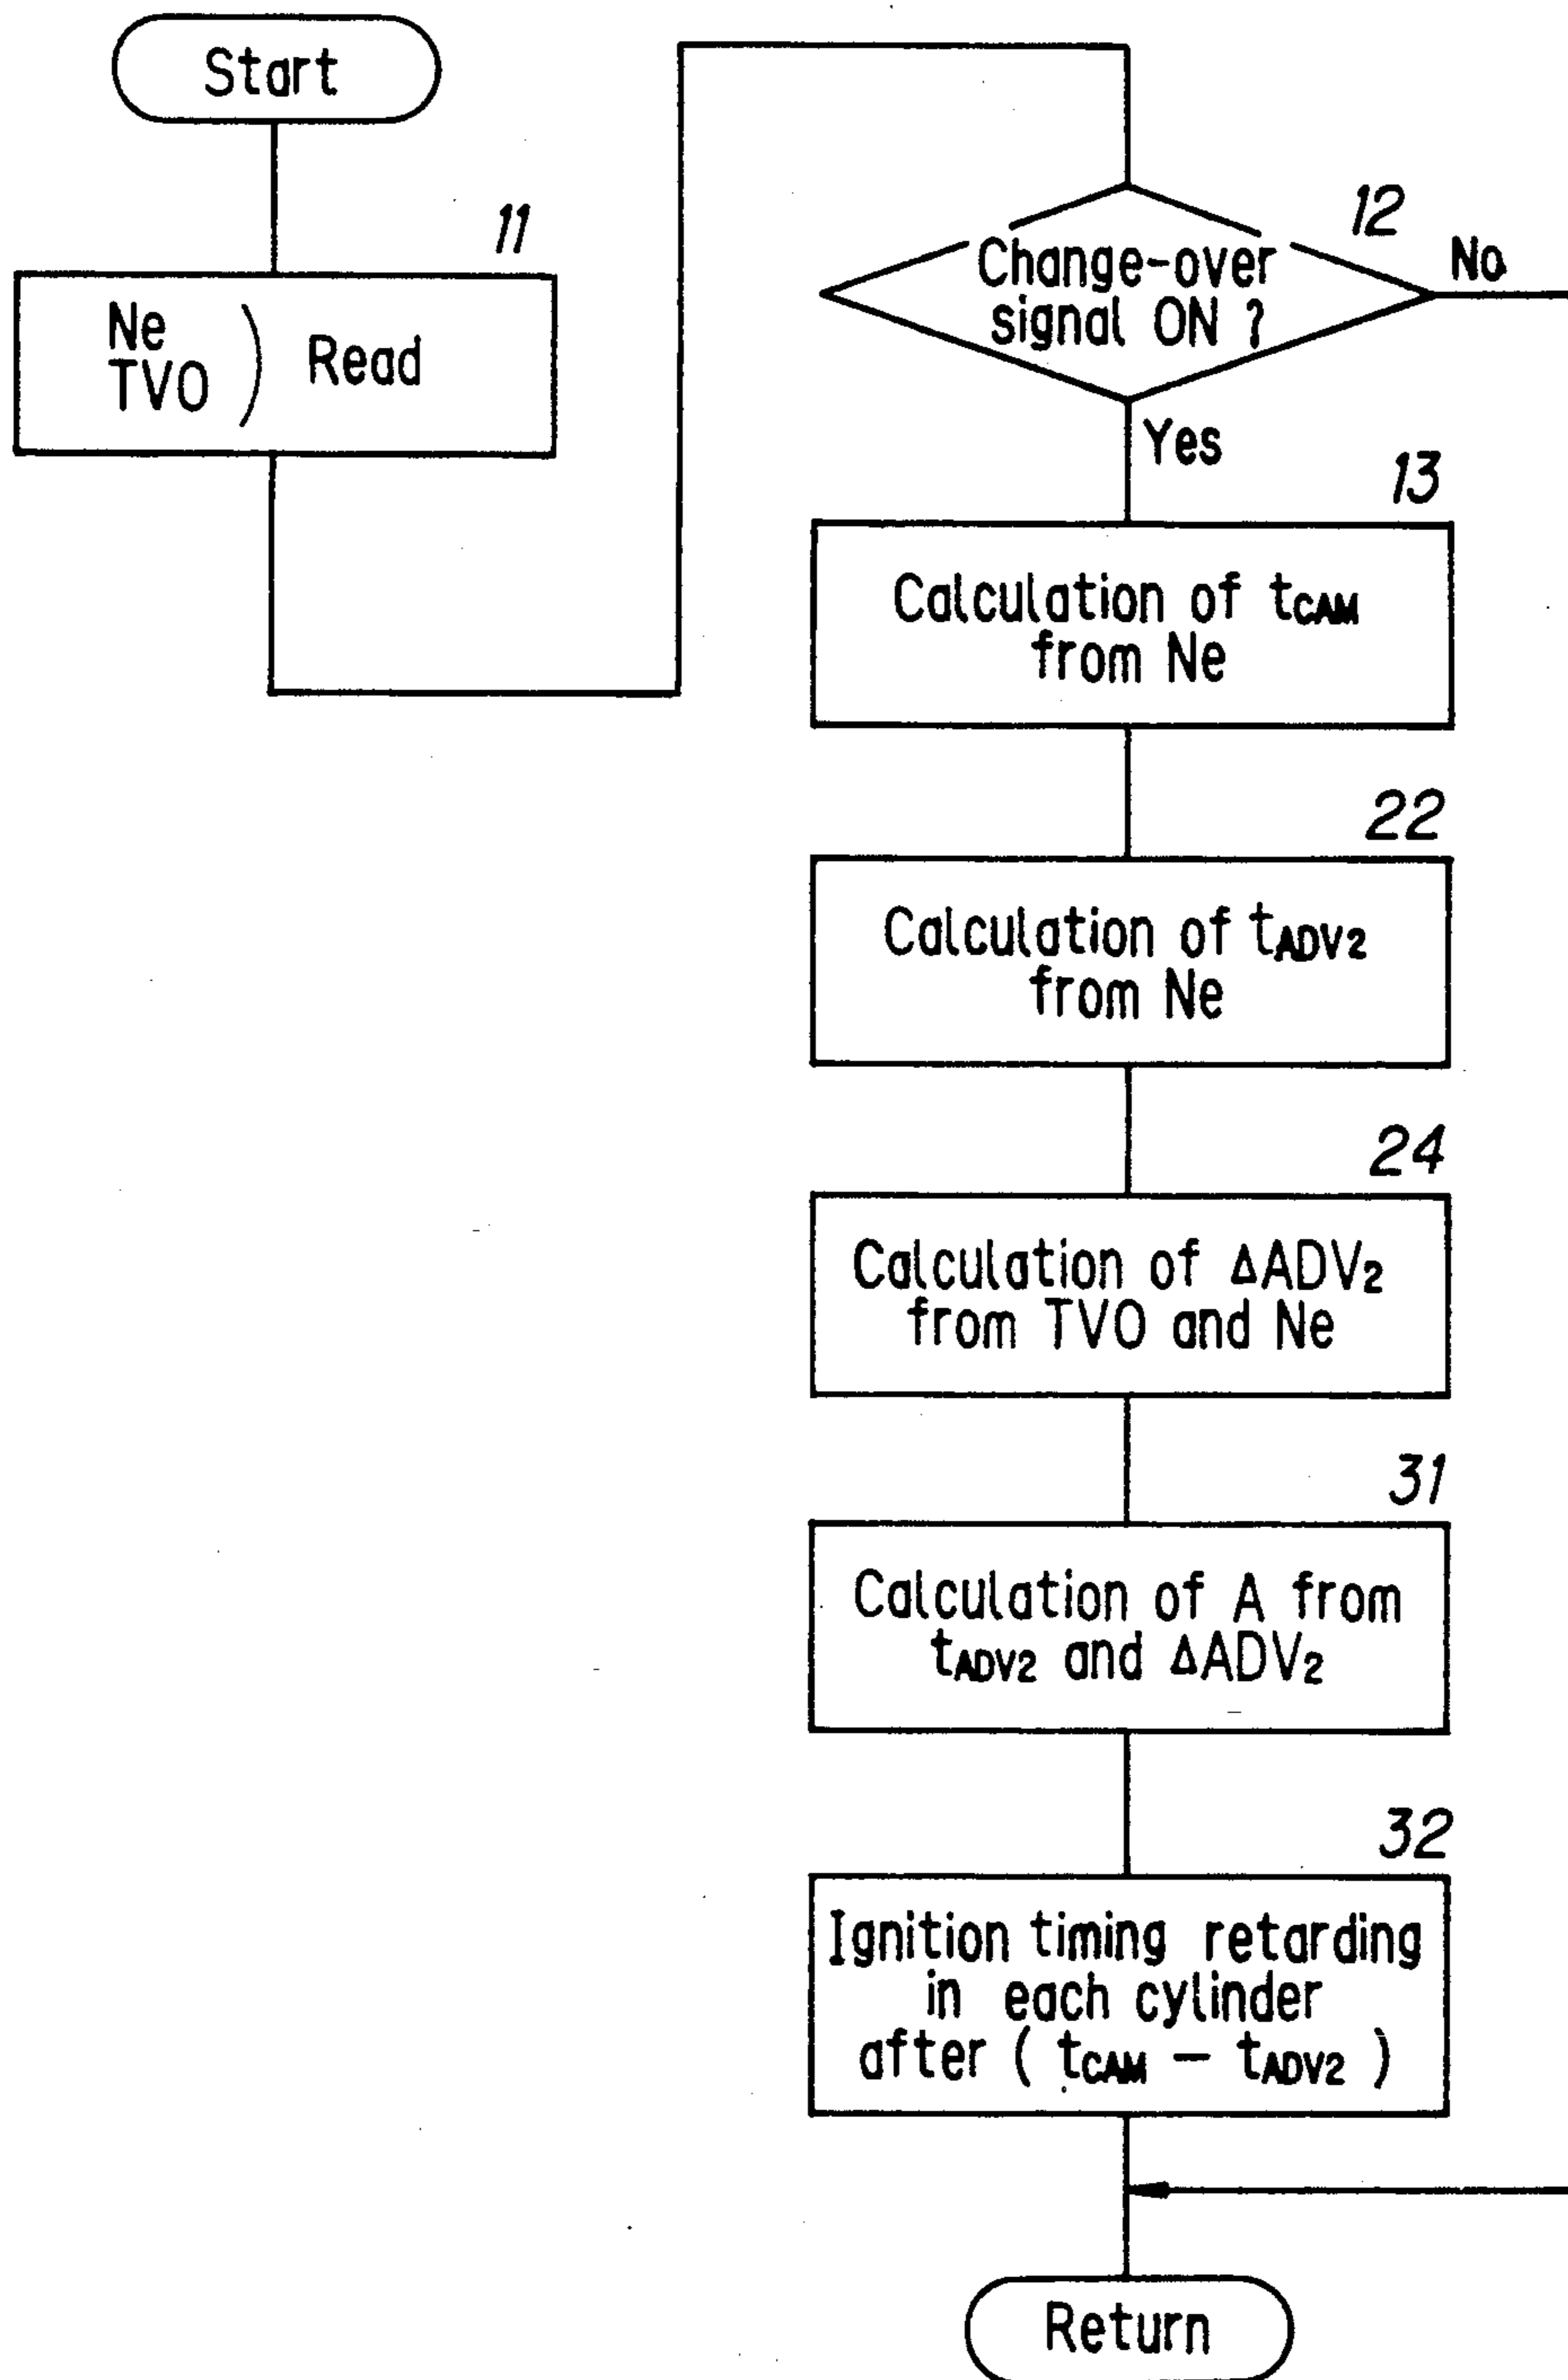 Start
11
Ne
TVO ) Read
12
Change-over
signal ON ?
No
Yes
13
Calculation of tCAM
from Ne
22
Calculation of tADV2
from Ne
24
Calculation of ΔADV2
from TVO and Ne
31
Calculation of A from
tADV2 and ΔADV2
32
Ignition timing retarding
in each cylinder
after ( tCAM – tADV2 )
Return